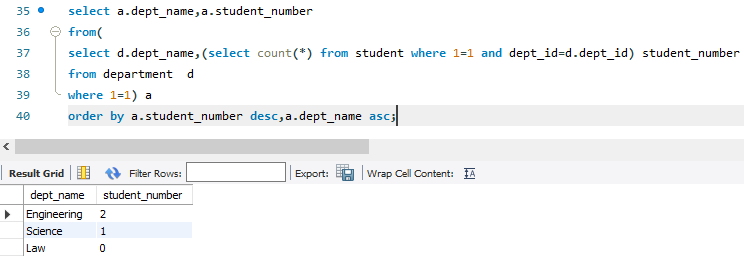 35 select a.dept_name,a.student_number
36 from(
37 select d.dept_name,(select count(*) from student where 1=1 and dept_id=d.dept_id) student_number
38 from department  d
39 where 1=1) a
40 order by a.student_number desc,a.dept_name asc;
Result Grid Filter Rows: Export: Wrap Cell Content:
dept_name student_number
Engineering 2
Science 1
Law 0